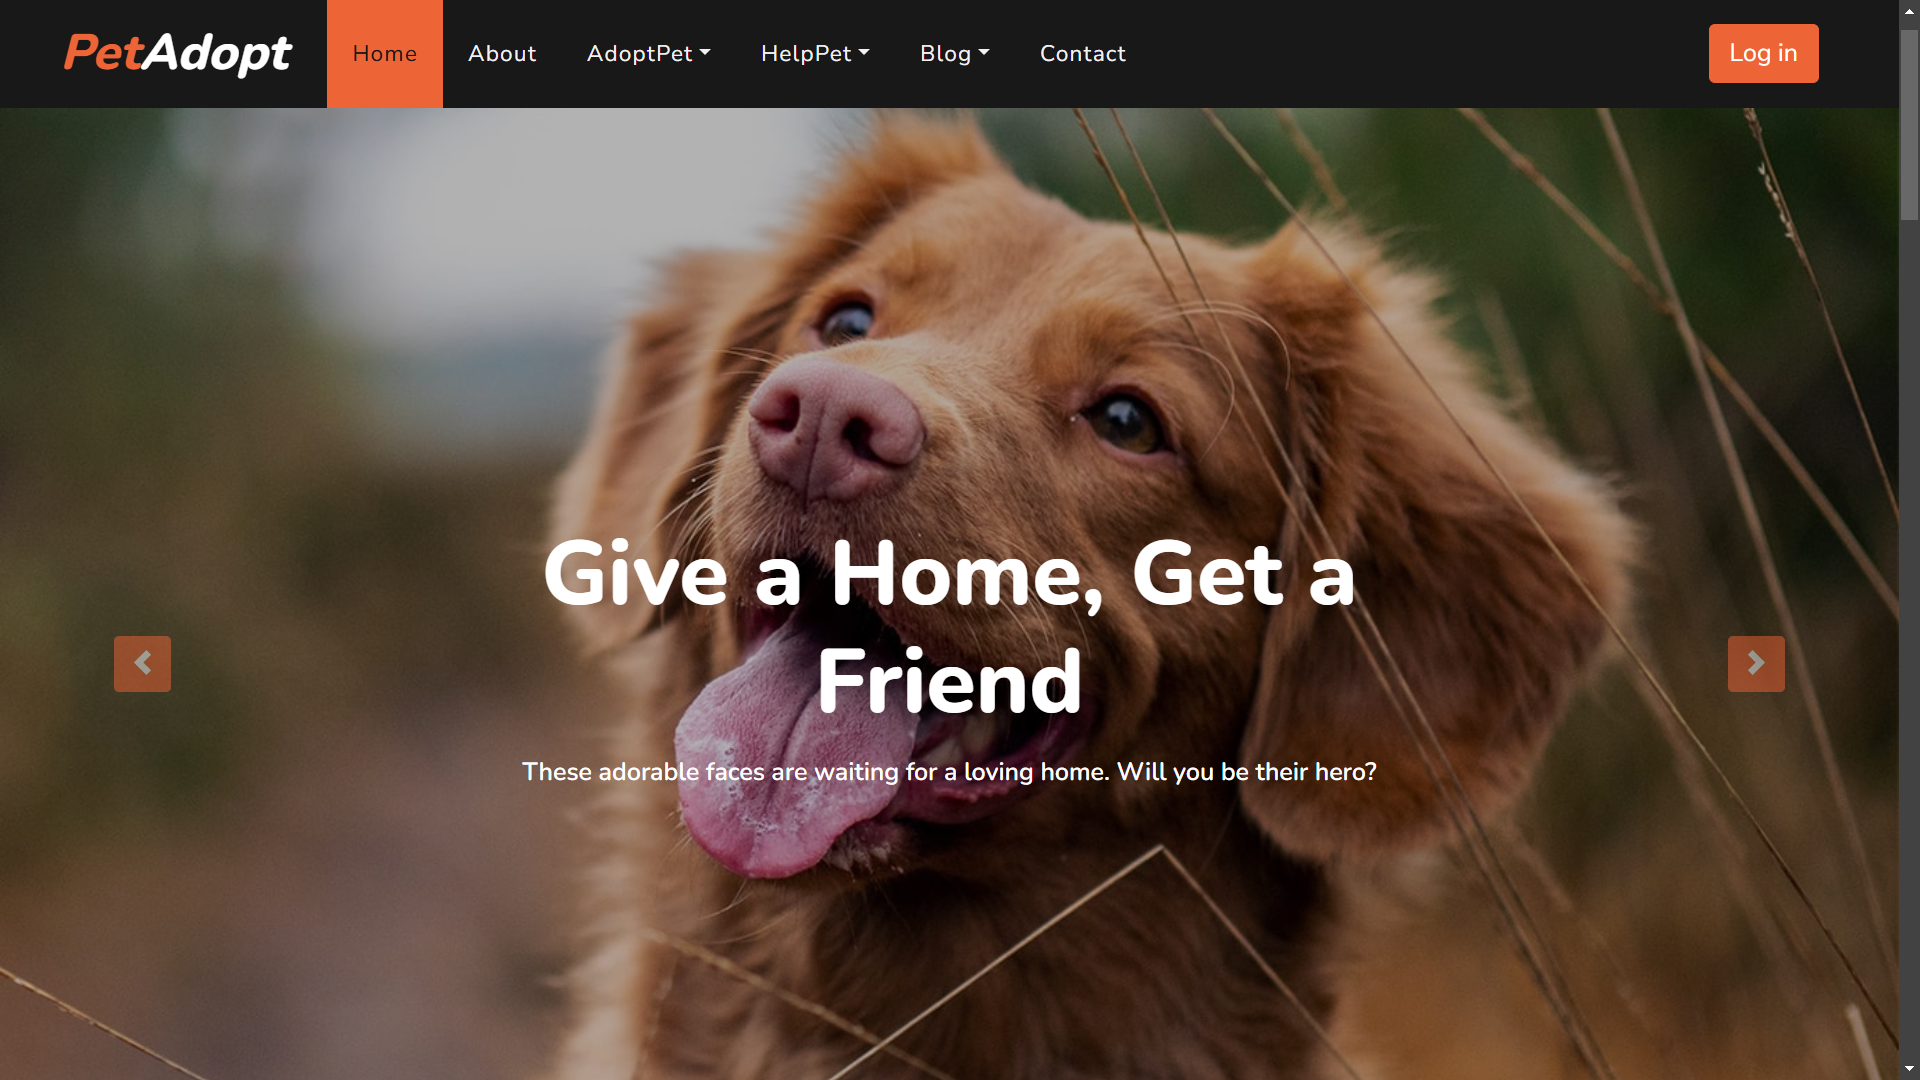 PetAdopt
Home
About
AdoptPet
HelpPet
Blog
Contact
Log in
Give a Home, Get a
Friend
These adorable faces are waiting for a loving home. Will you be their hero?